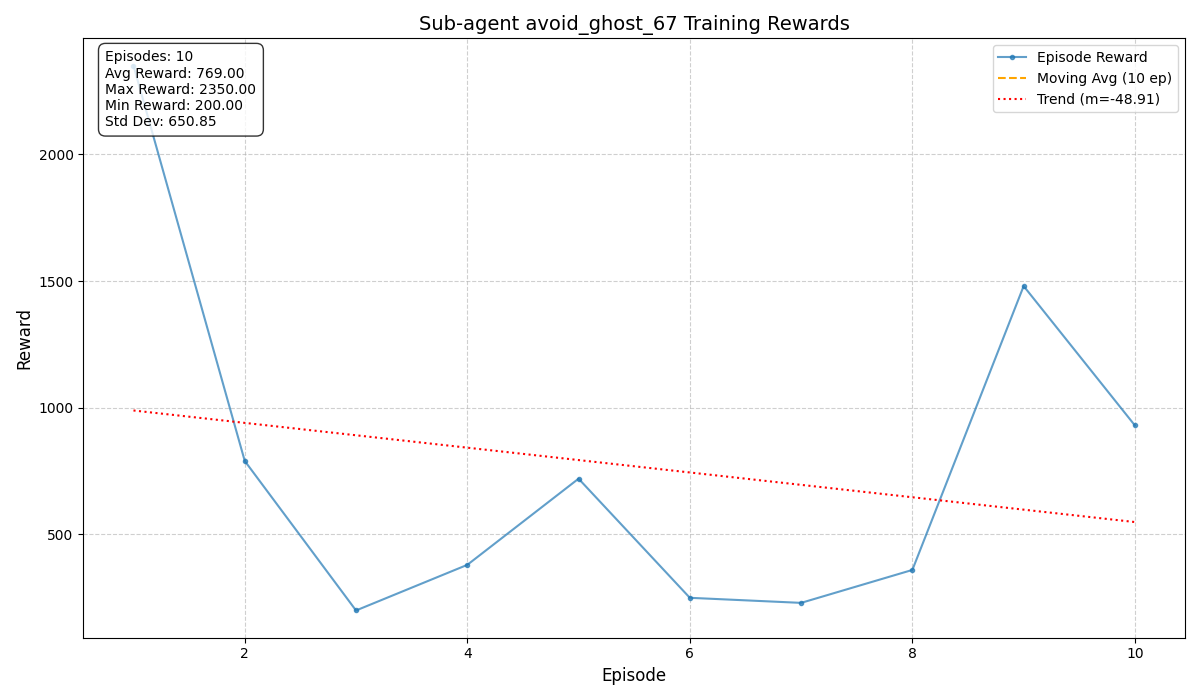 Sub-agent avoid_ghost_67 Training Rewards
Episodes: 10
Avg Reward: 769.00
Max Reward: 2350.00
Min Reward: 200.00
Std Dev: 650.85
Episode Reward
Moving Avg (10 ep)
Trend (m=-48.91)
2000
1500
1000
500
Reward
2 4 6 8 10
Episode